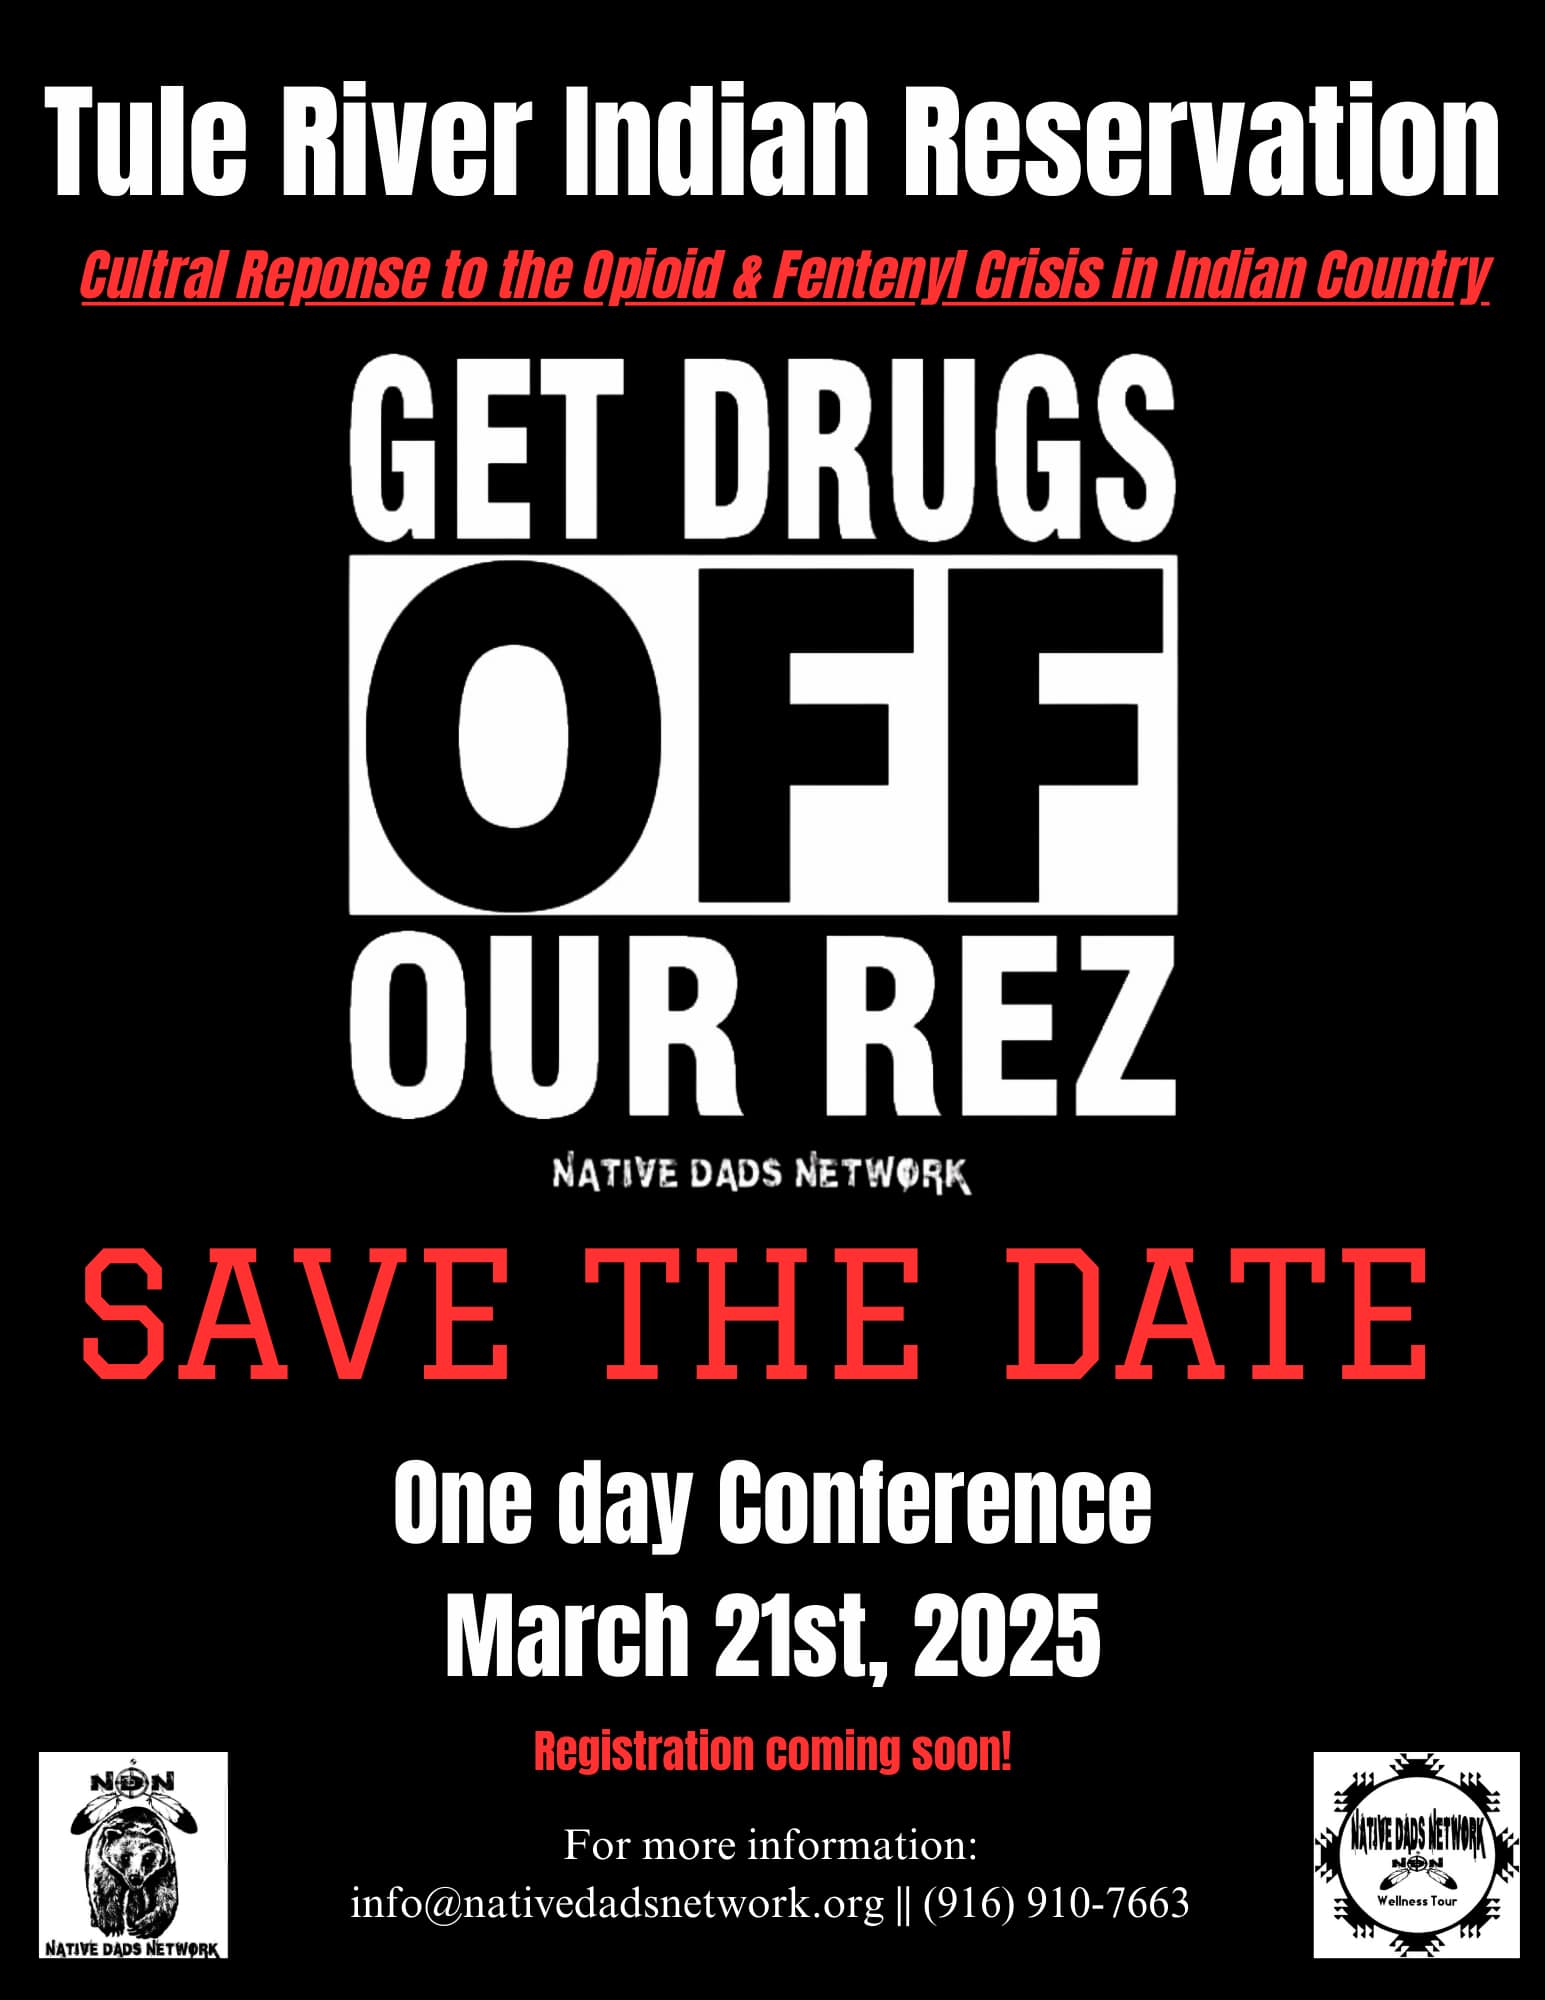 Tule River Indian Reservation
Cultral Reponse to the Opioid & Fentenyl Crisis in Indian Country
GET DRUGS
OFF
OUR REZ
NATIVE DADS NETWORK
SAVE THE DATE
One day Conference
March 21st, 2025
Registration coming soon!
For more information:
info@nativedadsnetwork.org || (916) 910-7663
NDN
NATIVE DADS NETWORK
NATIVE DADS NETWORK
NDN
Wellness Tour